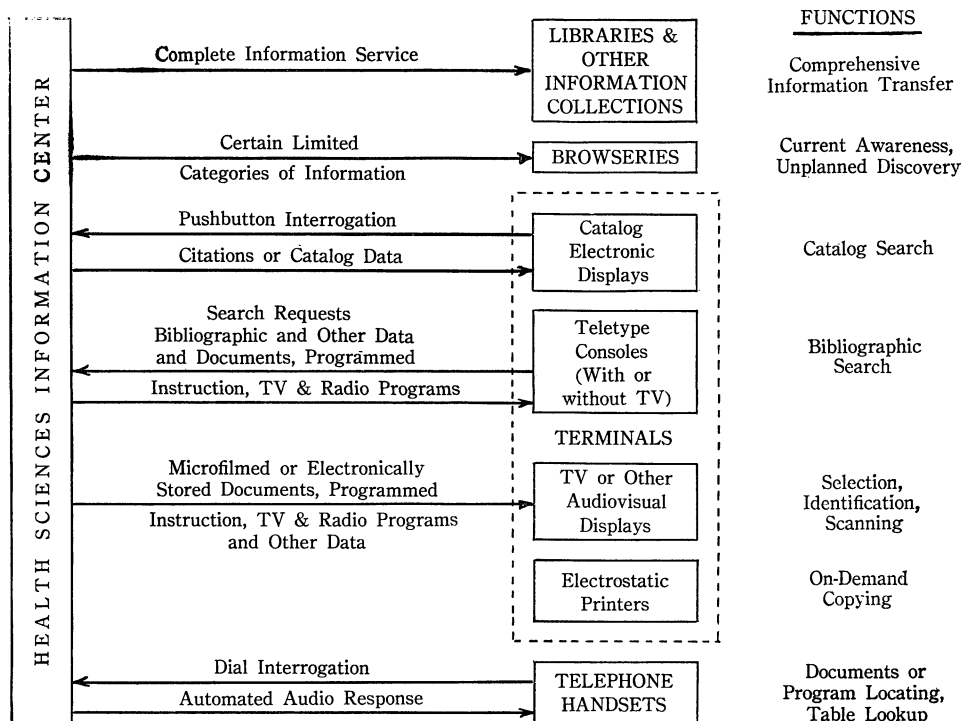 FUNCTIONS
HEALTH SCIENCES INFORMATION CENTER
Complete Information Service
LIBRARIES &
OTHER
INFORMATION
COLLECTIONS
Comprehensive
Information Transfer
Certain Limited
Categories of Information
BROWSERIES
Current Awareness,
Unplanned Discovery
Pushbutton Interrogation
Citations or Catalog Data
Catalog
Electronic
Displays
Catalog Search
Search Requests
Bibliographic and Other Data
and Documents, Programmed
Instruction, TV & Radio Programs
Teletype
Consoles
(With or
without TV)
Bibliographic
Search
TERMINALS
Microfilmed or Electronically
Stored Documents, Programmed
Instruction, TV & Radio Programs
and Other Data
TV or Other
Audiovisual
Displays
Selection,
Identification,
Scanning
Electrostatic
Printers
On-Demand
Copying
Dial Interrogation
Automated Audio Response
TELEPHONE
HANDSETS
Documents or
Program Locating,
Table Lookup